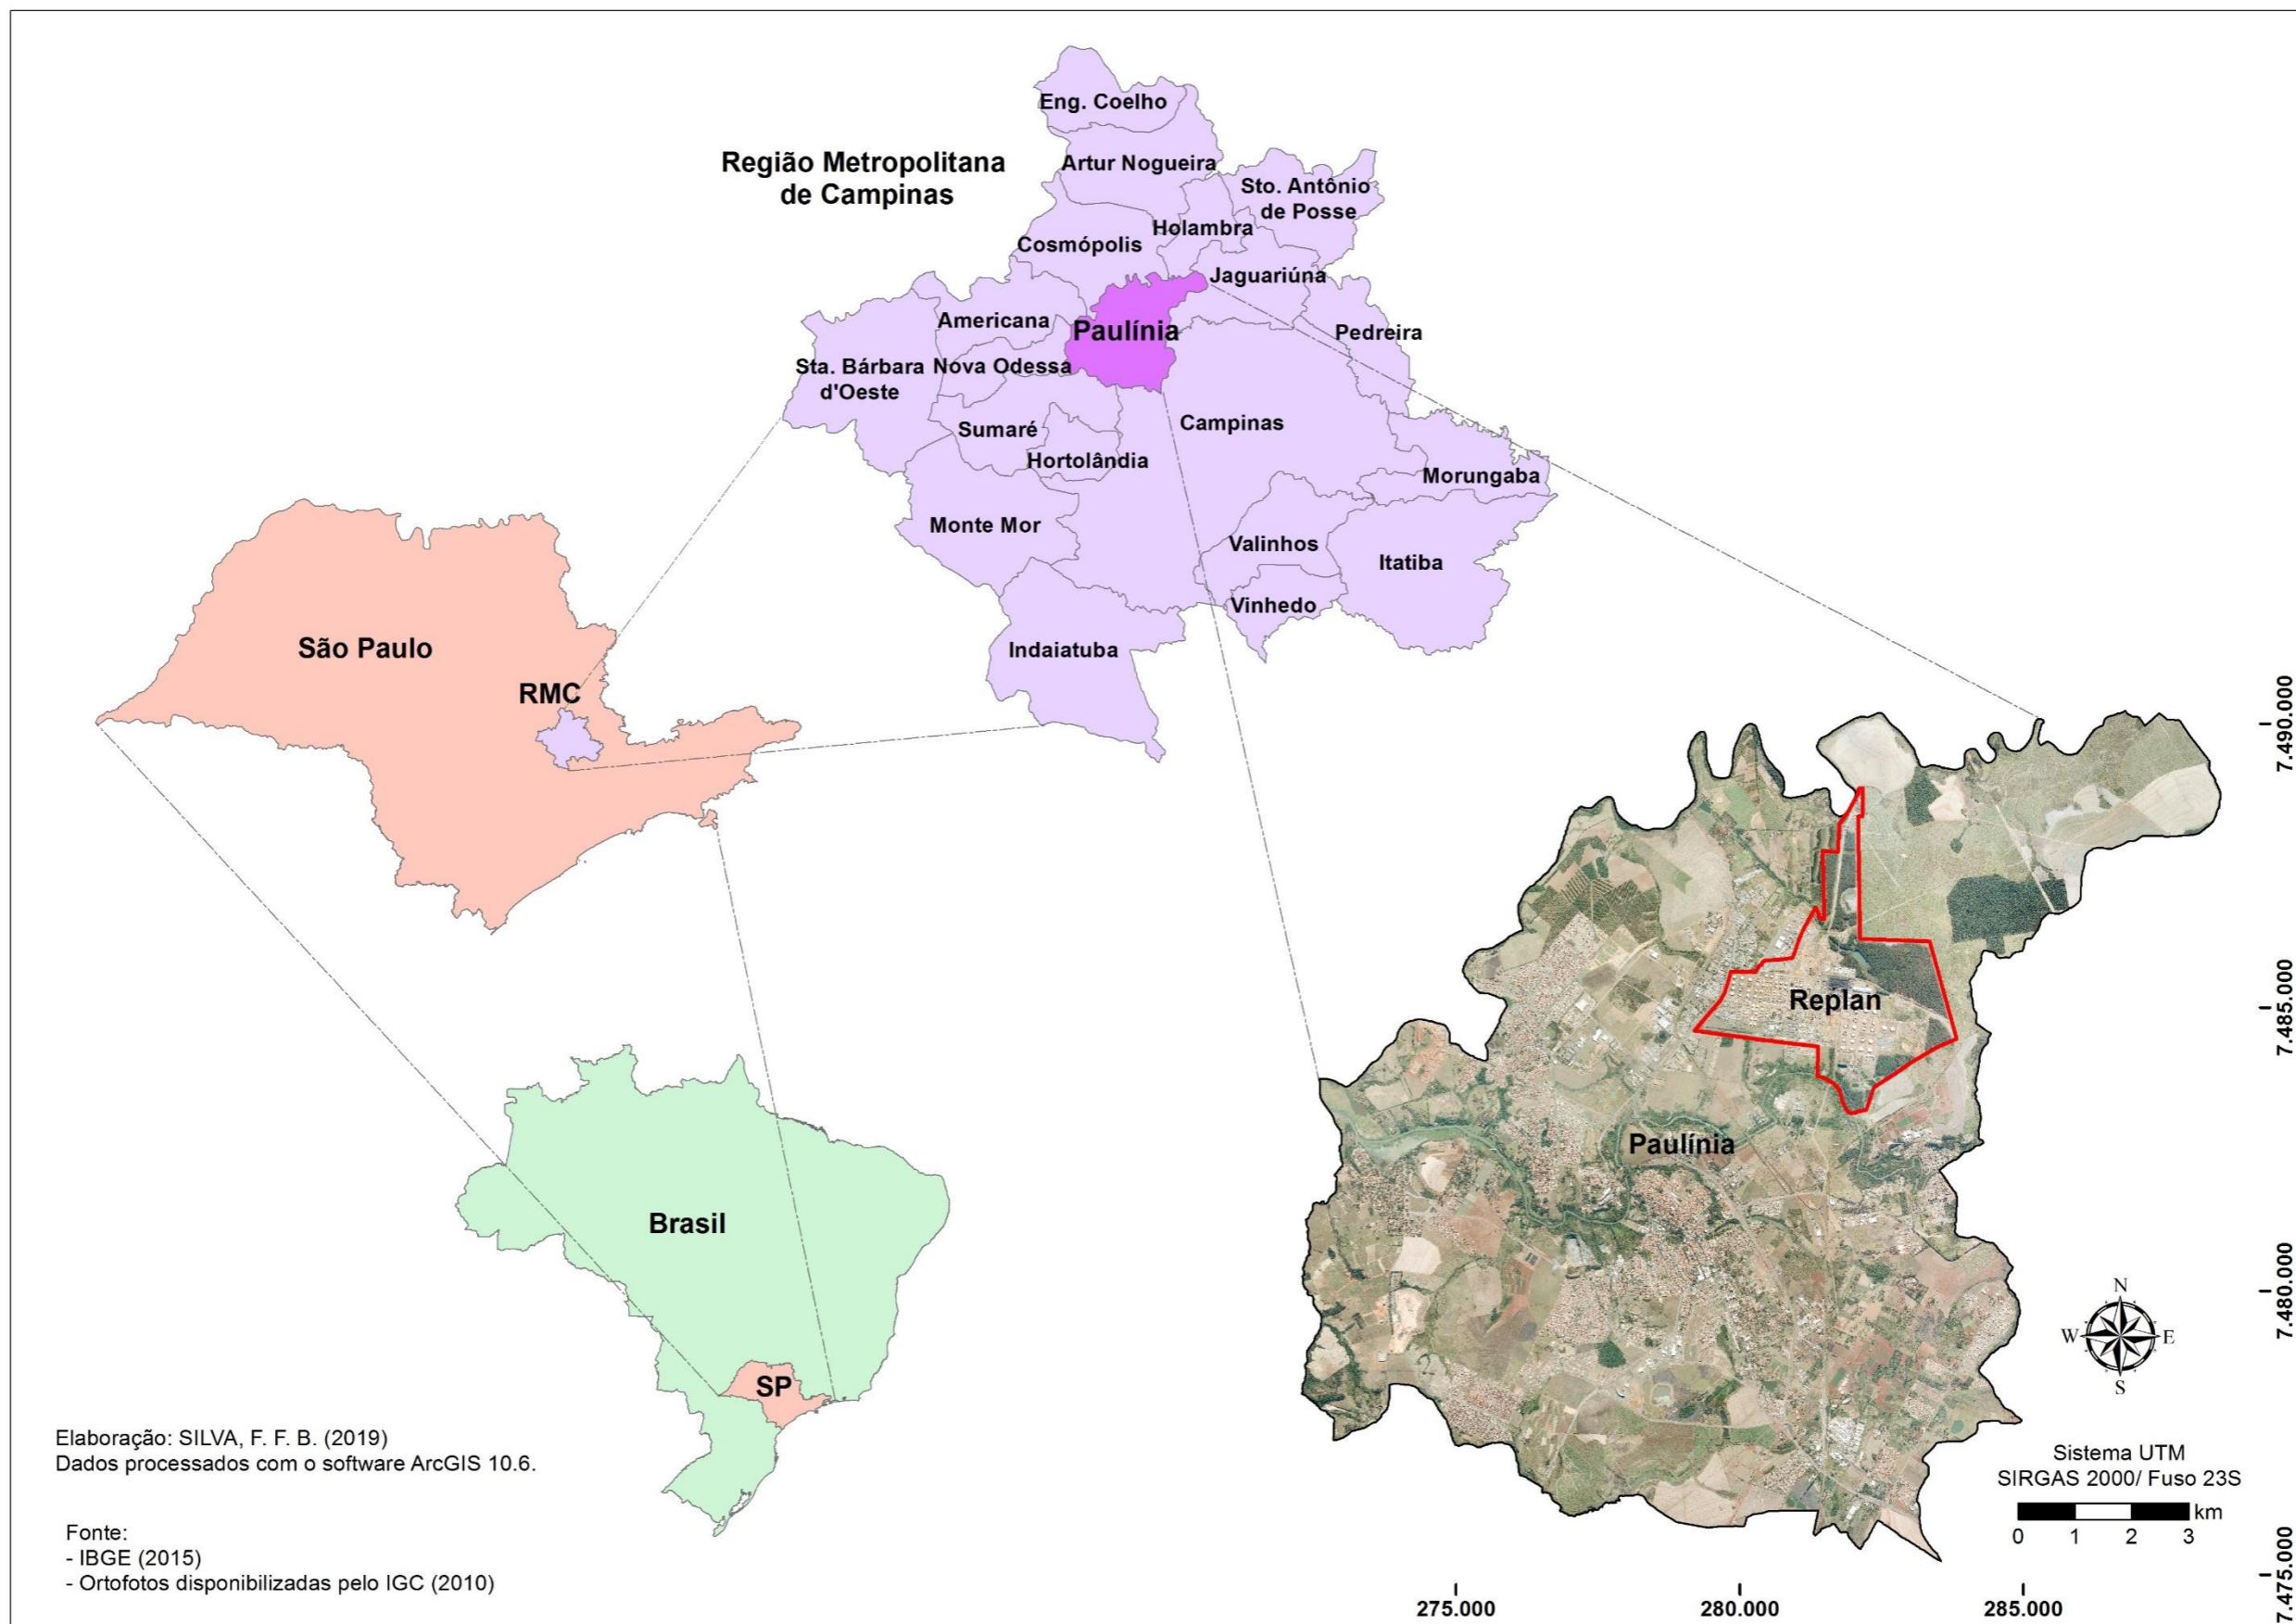 Eng. Coelho
Região Metropolitana
de Campinas
Artur Nogueira
Sto. Antônio
de Posse
Holambra
Cosmópolis
Jaguariúna
Americana
Paulínia
Pedreira
Sta. Bárbara
d'Oeste
Nova Odessa
Campinas
Sumaré
Hortolândia
Morungaba
Monte Mor
Valinhos
Itatiba
Vinhedo
Indaiatuba
São Paulo
RMC
7.490.000
Replan
7.485.000
Paulínia
Brasil
7.480.000
N
W
E
S
SP
Elaboração: SILVA, F. F. B. (2019)
Dados processados com o software ArcGIS 10.6.
Fonte:
- IBGE (2015)
- Ortofotos disponibilizadas pelo IGC (2010)
Sistema UTM
SIRGAS 2000/ Fuso 23S
km
0 1 2 3
7.475.000
275.000 280.000 285.000